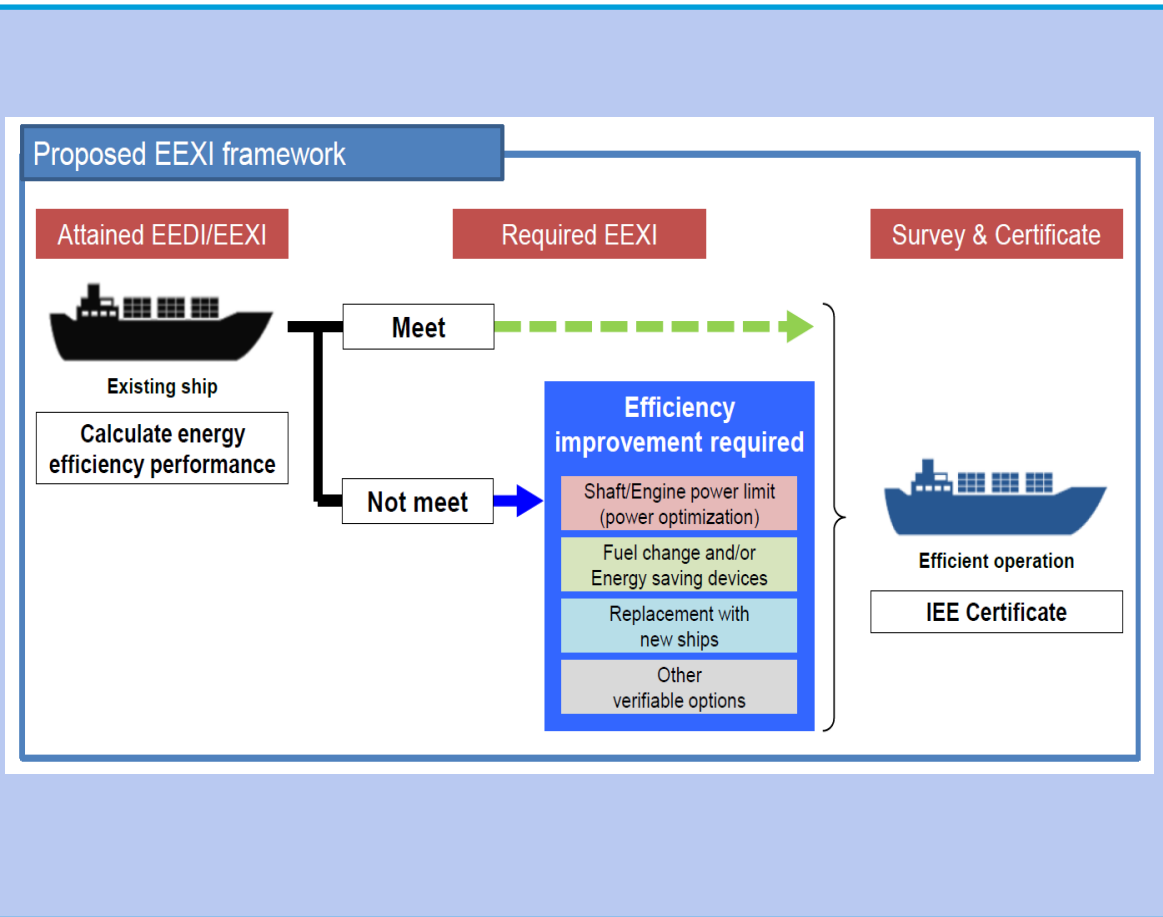 Proposed EEXI framework
Attained EEDI/EEXI
Required EEXI
Survey & Certificate
Meet
Existing ship
Calculate energy
efficiency performance
Not meet
Efficiency
improvement required
Shaft/Engine power limit
(power optimization)
Fuel change and/or
Energy saving devices
Replacement with
new ships
Other
verifiable options
Efficient operation
IEE Certificate